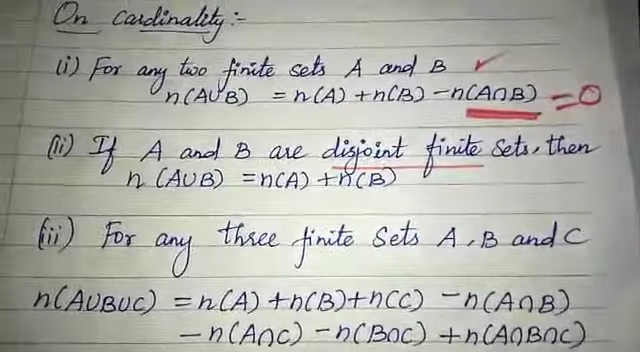 On Cardinality:-
(i) For any two finite sets A and B ✓
n(A∪B) = n(A) + n(B) - n(A∩B) = 0
(ii) If A and B are disjoint finite sets, then
n (A∪B) = n(A) + n(B)
(iii) For any three finite Sets A, B and C
n(A∪B∪C) = n(A) + n(B) + n(C) - n(A∩B)
- n(A∩C) - n(B∩C) + n(A∩B∩C)